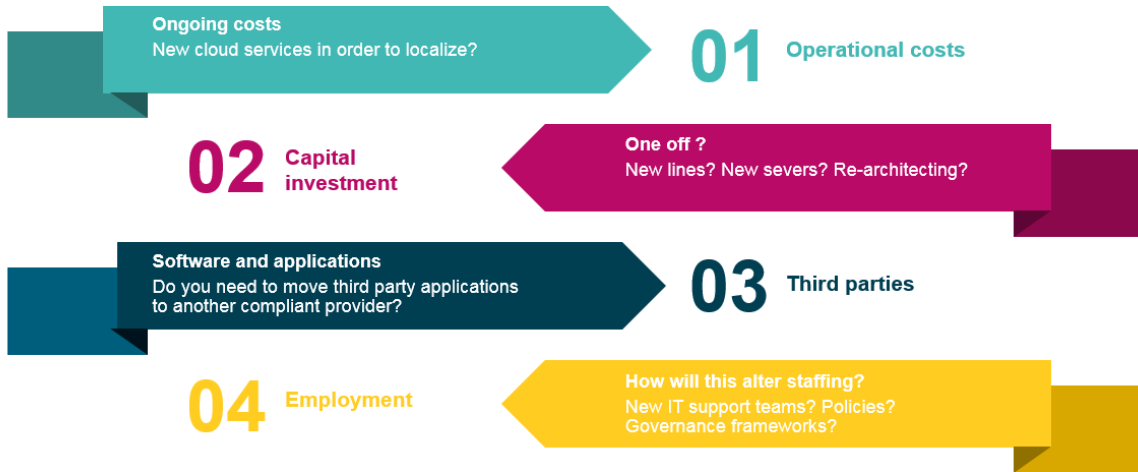 Ongoing costs
New cloud services in order to localize?
01
Operational costs
02
Capital
investment
One off ?
New lines? New severs? Re-architecting?
Software and applications
Do you need to move third party applications
to another compliant provider?
03
Third parties
04
Employment
How will this alter staffing?
New IT support teams? Policies?
Governance frameworks?